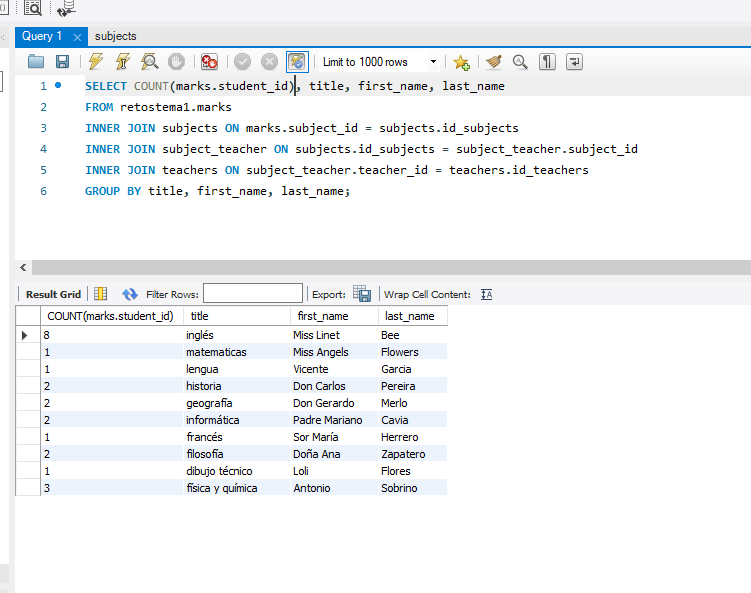 Query 1
subjects
Limit to 1000 rows
1 SELECT COUNT(marks.student_id), title, first_name, last_name
2 FROM retostema1.marks
3 INNER JOIN subjects ON marks.subject_id = subjects.id_subjects
4 INNER JOIN subject_teacher ON subjects.id_subjects = subject_teacher.subject_id
5 INNER JOIN teachers ON subject_teacher.teacher_id = teachers.id_teachers
6 GROUP BY title, first_name, last_name;
Result Grid Filter Rows: Export: Wrap Cell Content:
COUNT(marks.student_id) title first_name last_name
8 inglés Miss Linet Bee
1 matematicas Miss Angels Flowers
1 lengua Vicente Garcia
2 historia Don Carlos Pereira
2 geografía Don Gerardo Merlo
2 informática Padre Mariano Cavia
1 francés Sor María Herrero
2 filosofía Doña Ana Zapatero
1 dibujo técnico Loli Flores
3 física y química Antonio Sobrino